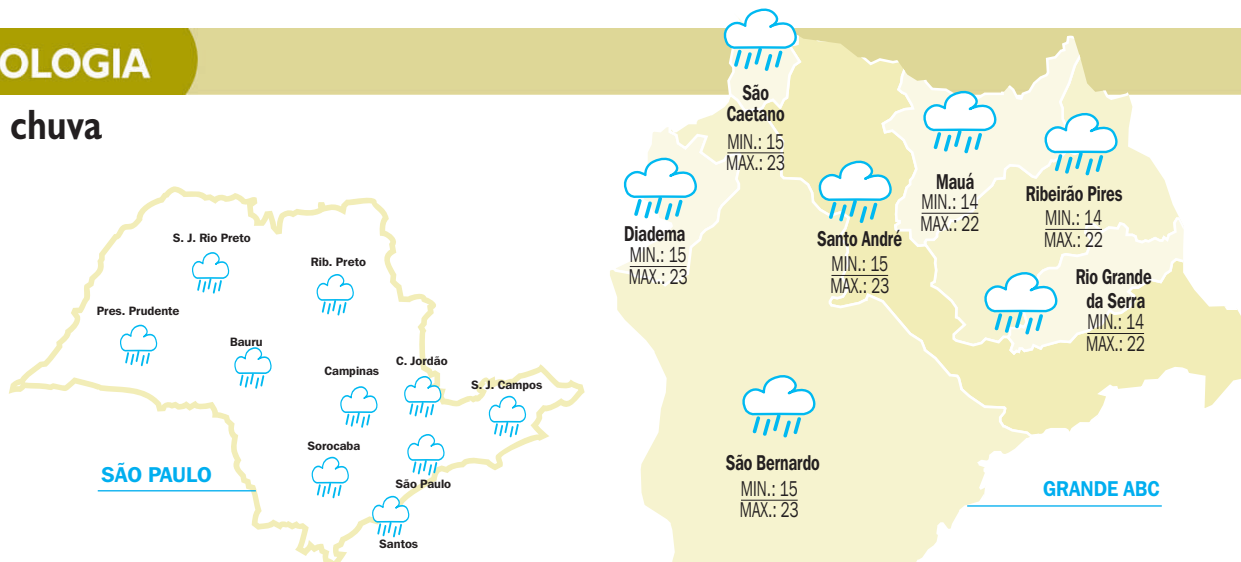 OLOGIA
chuva
S. J. Rio Preto
Rib. Preto
Pres. Prudente
Bauru
Campinas
C. Jordão
S. J. Campos
Sorocaba
São Paulo
Santos
SÃO PAULO
São
Caetano
MIN.: 15
MAX.: 23
Diadema
MIN.: 15
MAX.: 23
Santo André
MIN.: 15
MAX.: 23
Mauá
MIN.: 14
MAX.: 22
Ribeirão Pires
MIN.: 14
MAX.: 22
Rio Grande
da Serra
MIN.: 14
MAX.: 22
São Bernardo
MIN.: 15
MAX.: 23
GRANDE ABC